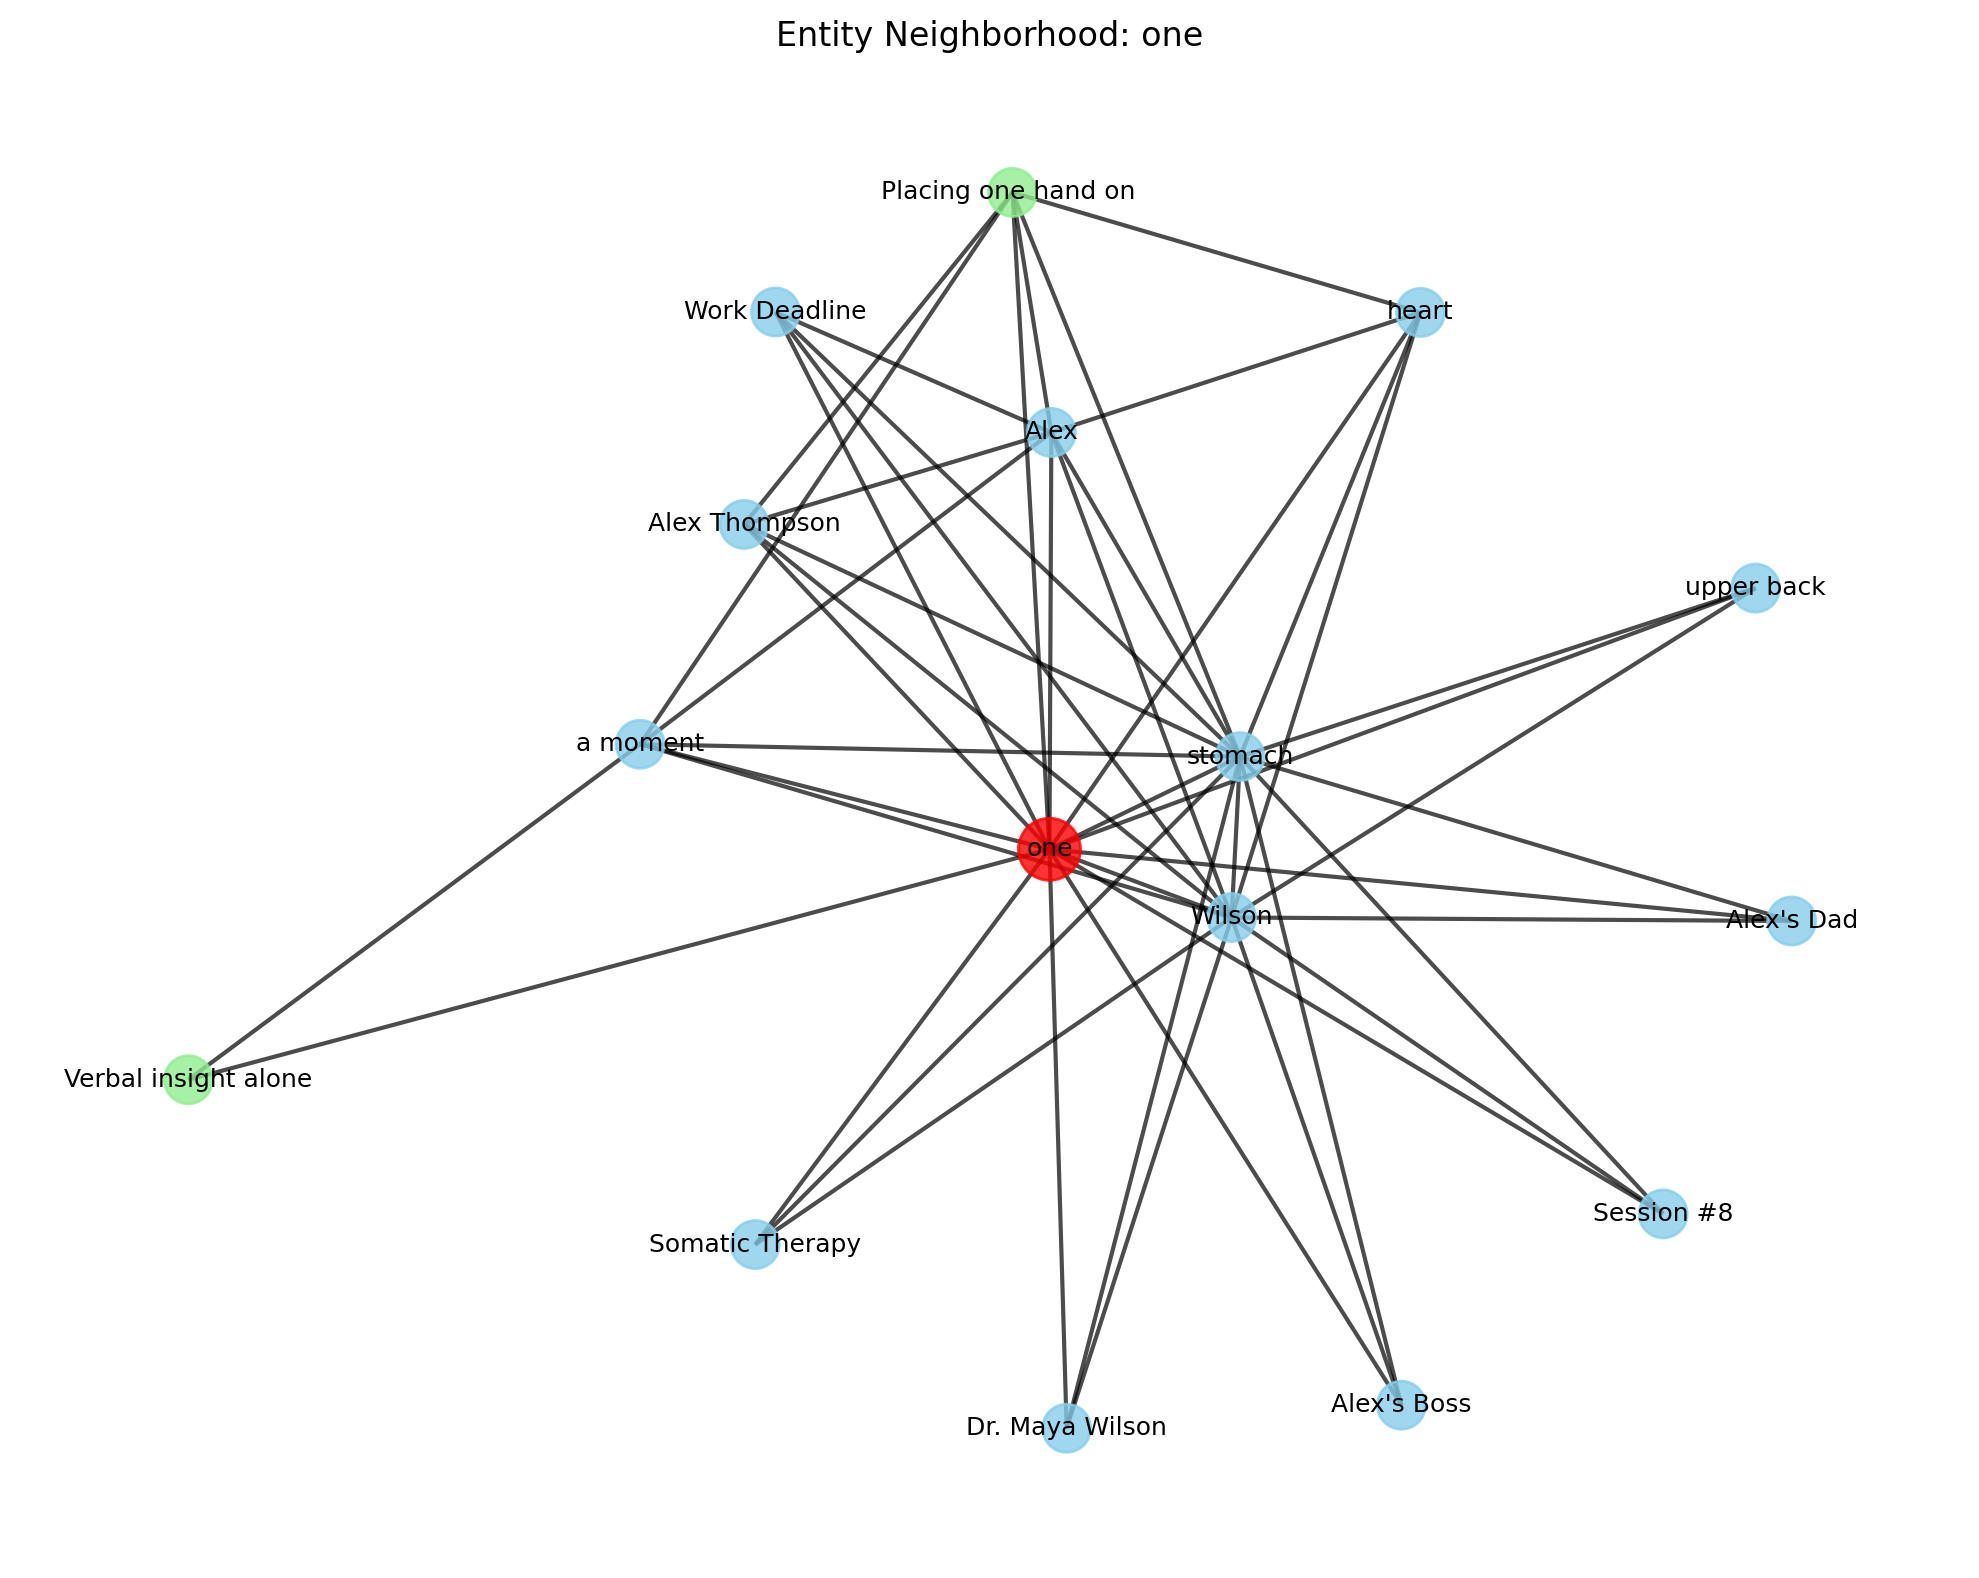 Entity Neighborhood: one
Placing one hand on
Work Deadline
heart
Alex
Alex Thompson
upper back
a moment
stomach
one
Wilson
Alex's Dad
Verbal insight alone
Session #8
Somatic Therapy
Alex's Boss
Dr. Maya Wilson